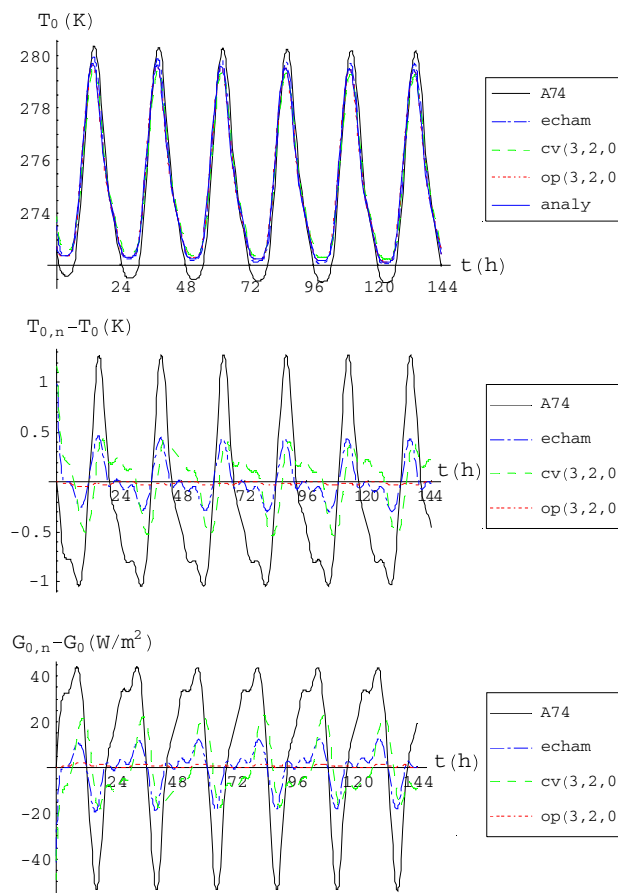 T₀(K)
280
278
276
274
24 48 72 96 120 144
t(h)
A74
echam
cv(3,2,0
op(3,2,0
analy
T₀,ₙ−T₀(K)
1
0.5
-0.5
-1
24 48 72 96 120 144
t(h)
A74
echam
cv(3,2,0
op(3,2,0
G₀,ₙ−G₀(W/m²)
40
20
-20
-40
24 48 72 96 120 144
t(h)
A74
echam
cv(3,2,0
op(3,2,0